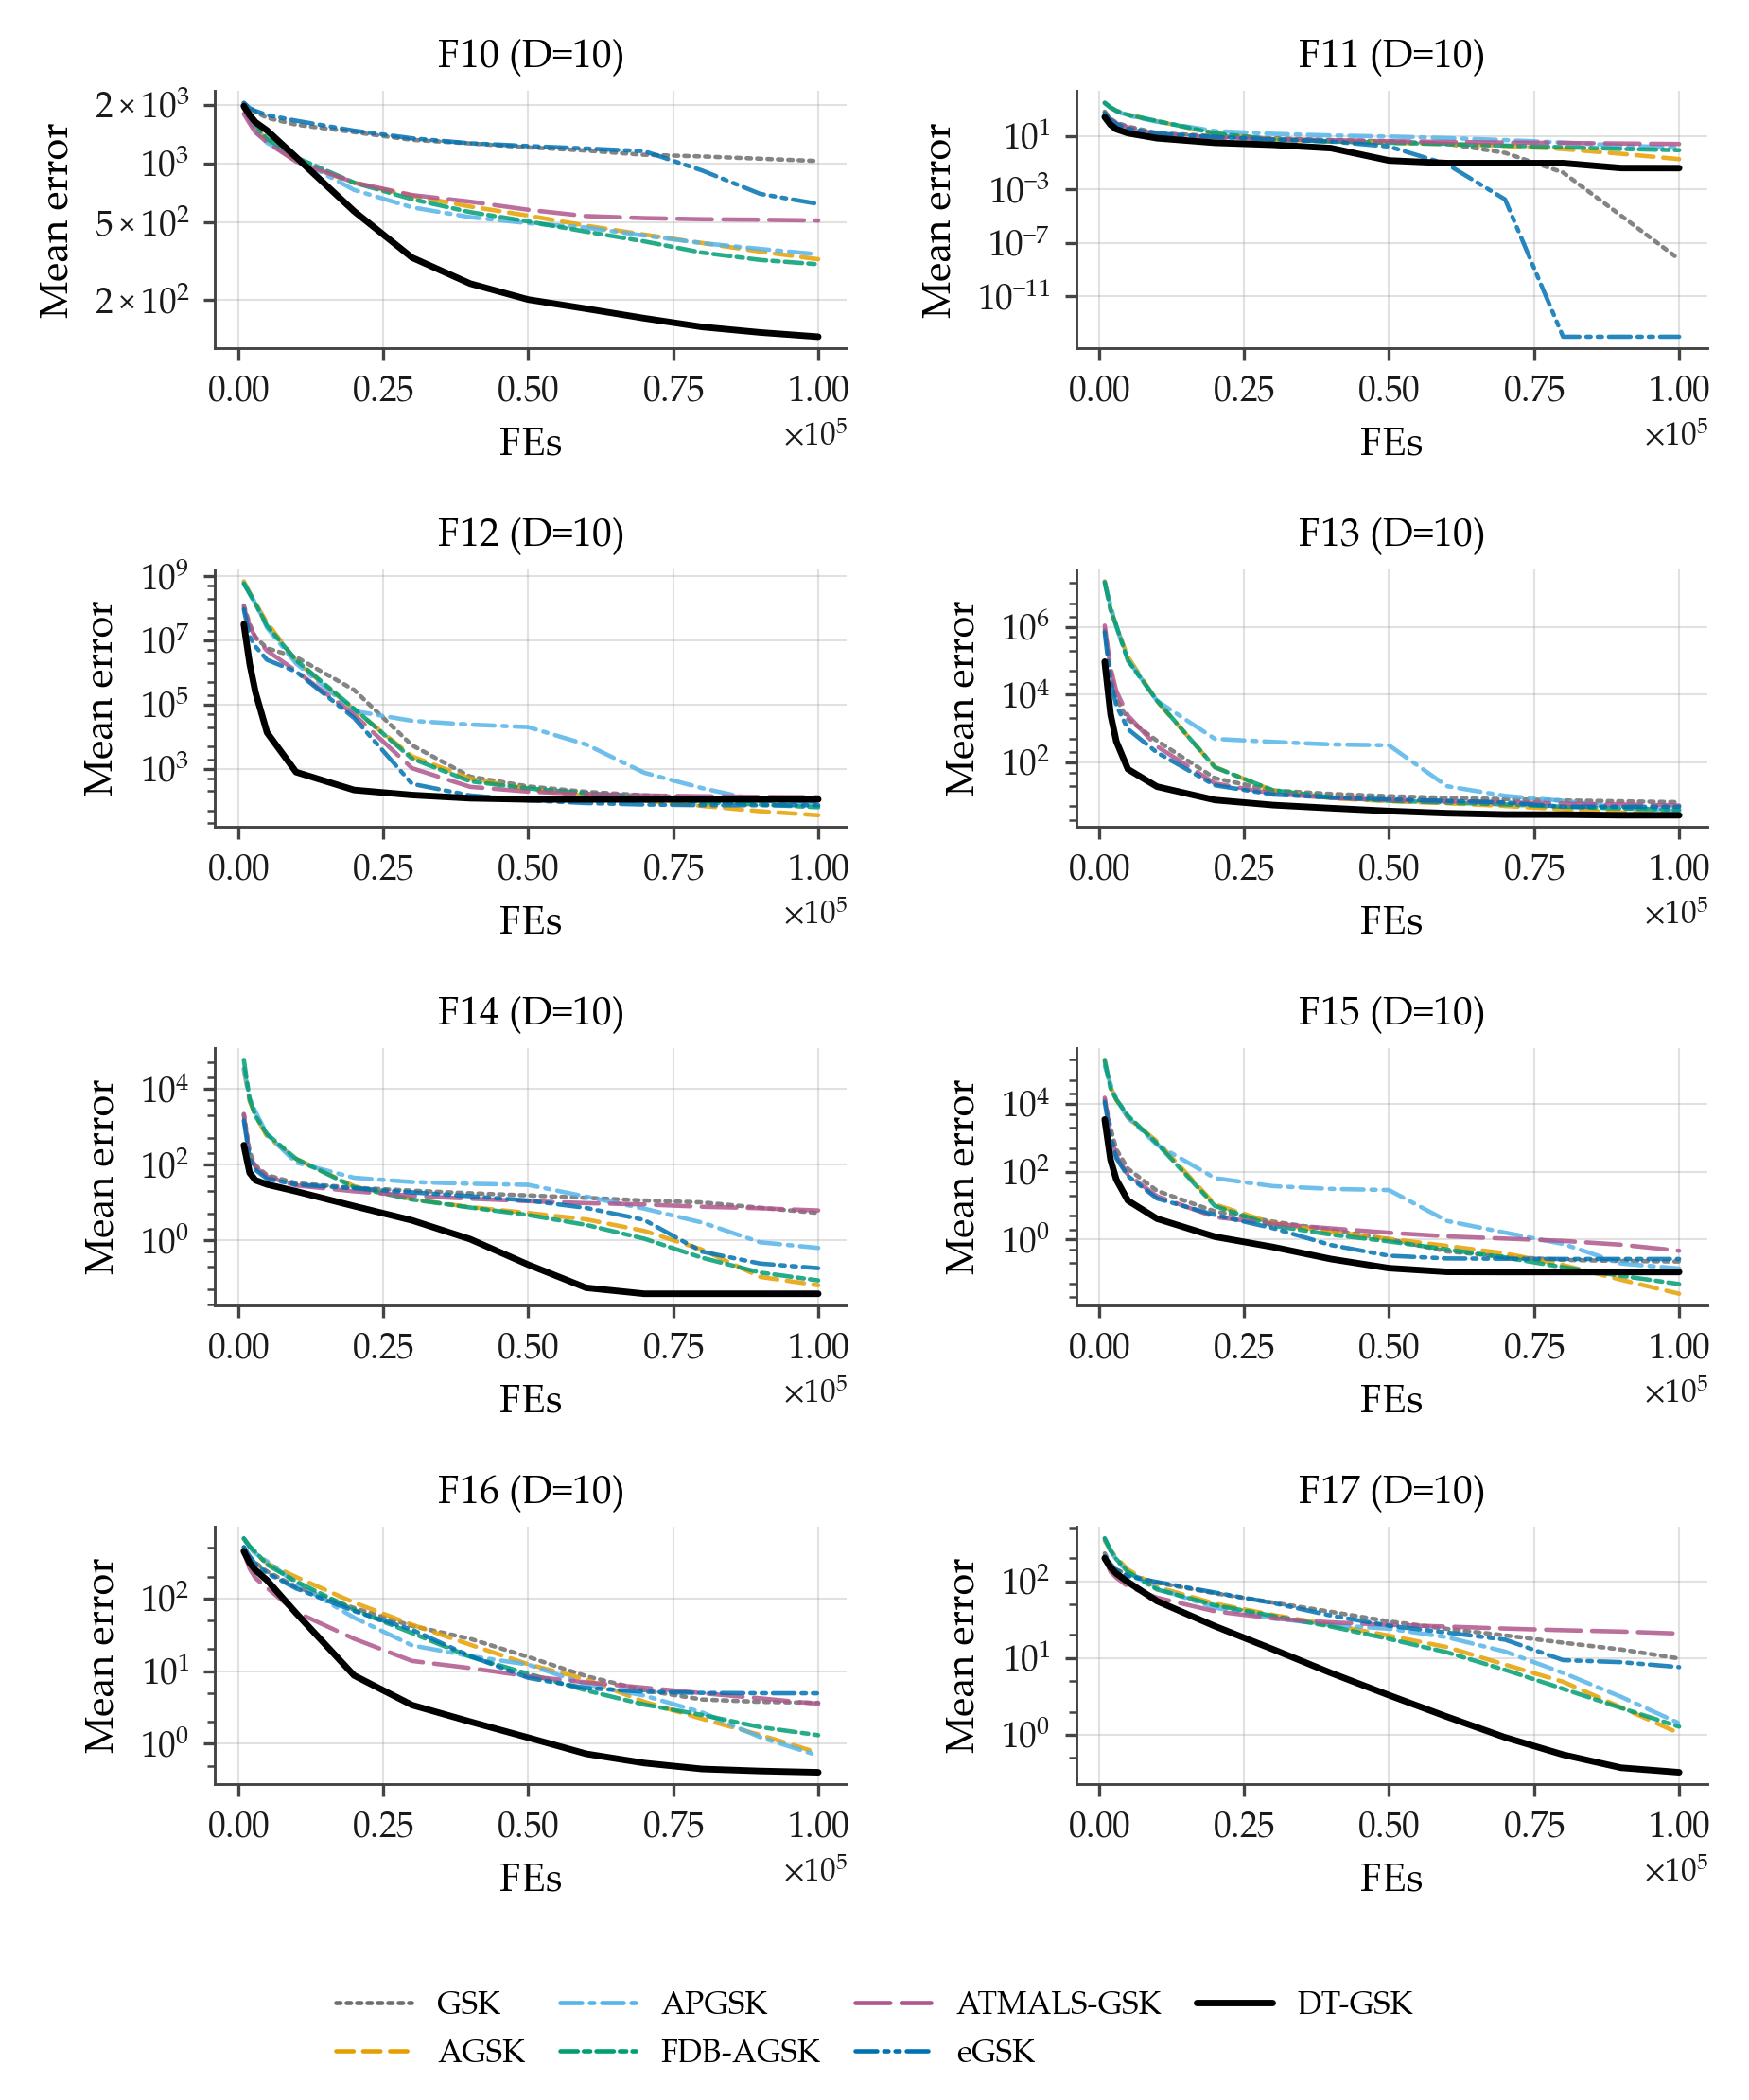 F10 (D=10)
F11 (D=10)
Mean error
2×10³
10³
5×10²
2×10²
0.00 0.25 0.50 0.75 1.00
×10⁵
FEs
Mean error
10¹
10⁻³
10⁻⁷
10⁻¹¹
0.00 0.25 0.50 0.75 1.00
×10⁵
FEs
F12 (D=10)
F13 (D=10)
Mean error
10⁹
10⁷
10⁵
10³
0.00 0.25 0.50 0.75 1.00
×10⁵
FEs
Mean error
10⁶
10⁴
10²
0.00 0.25 0.50 0.75 1.00
×10⁵
FEs
F14 (D=10)
F15 (D=10)
Mean error
10⁴
10²
10⁰
0.00 0.25 0.50 0.75 1.00
×10⁵
FEs
Mean error
10⁴
10²
10⁰
0.00 0.25 0.50 0.75 1.00
×10⁵
FEs
F16 (D=10)
F17 (D=10)
Mean error
10²
10¹
10⁰
0.00 0.25 0.50 0.75 1.00
×10⁵
FEs
Mean error
10²
10¹
10⁰
0.00 0.25 0.50 0.75 1.00
×10⁵
FEs
GSK APGSK ATMALS-GSK DT-GSK
AGSK FDB-AGSK eGSK